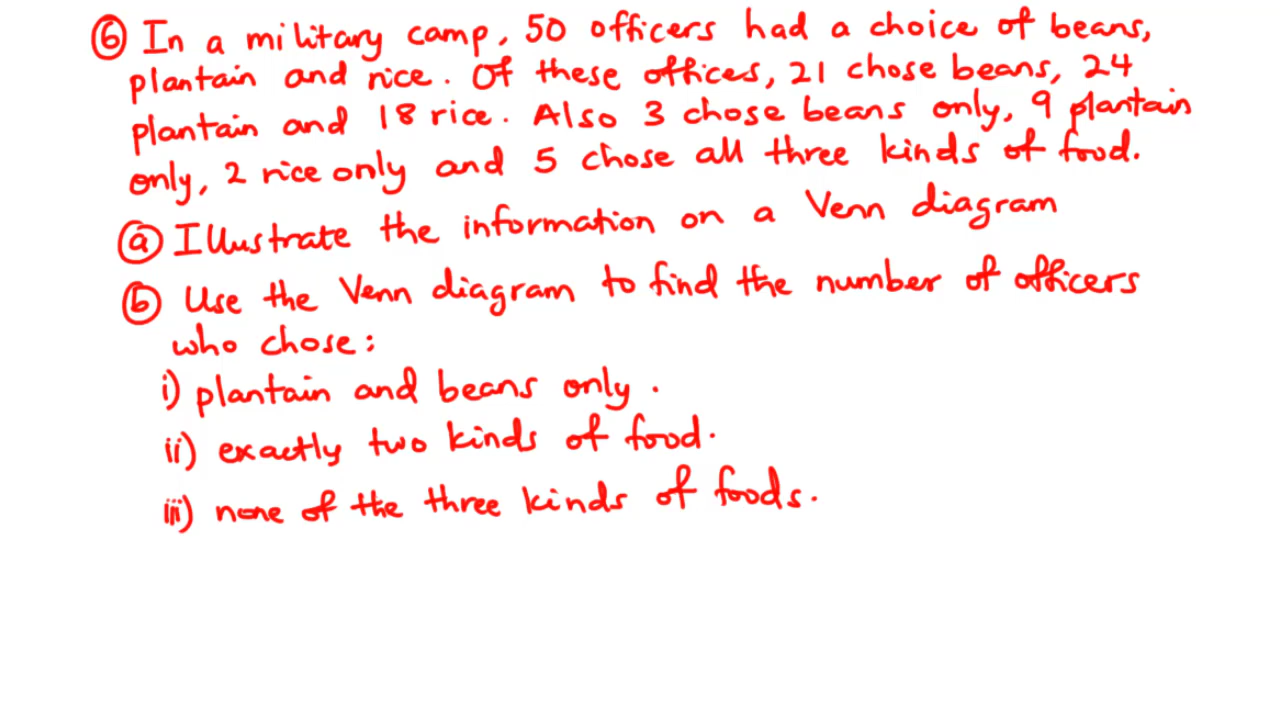 ⑥ In a military camp, 50 officers had a choice of beans,
plantain and rice. Of these offices, 21 chose beans, 24
plantain and 18 rice. Also 3 chose beans only, 9 plantain
only, 2 rice only and 5 chose all three kinds of food.
ⓐ Illustrate the information on a Venn diagram
ⓑ Use the Venn diagram to find the number of officers
who chose:
i) plantain and beans only.
ii) exactly two kinds of food.
iii) none of the three kinds of foods.